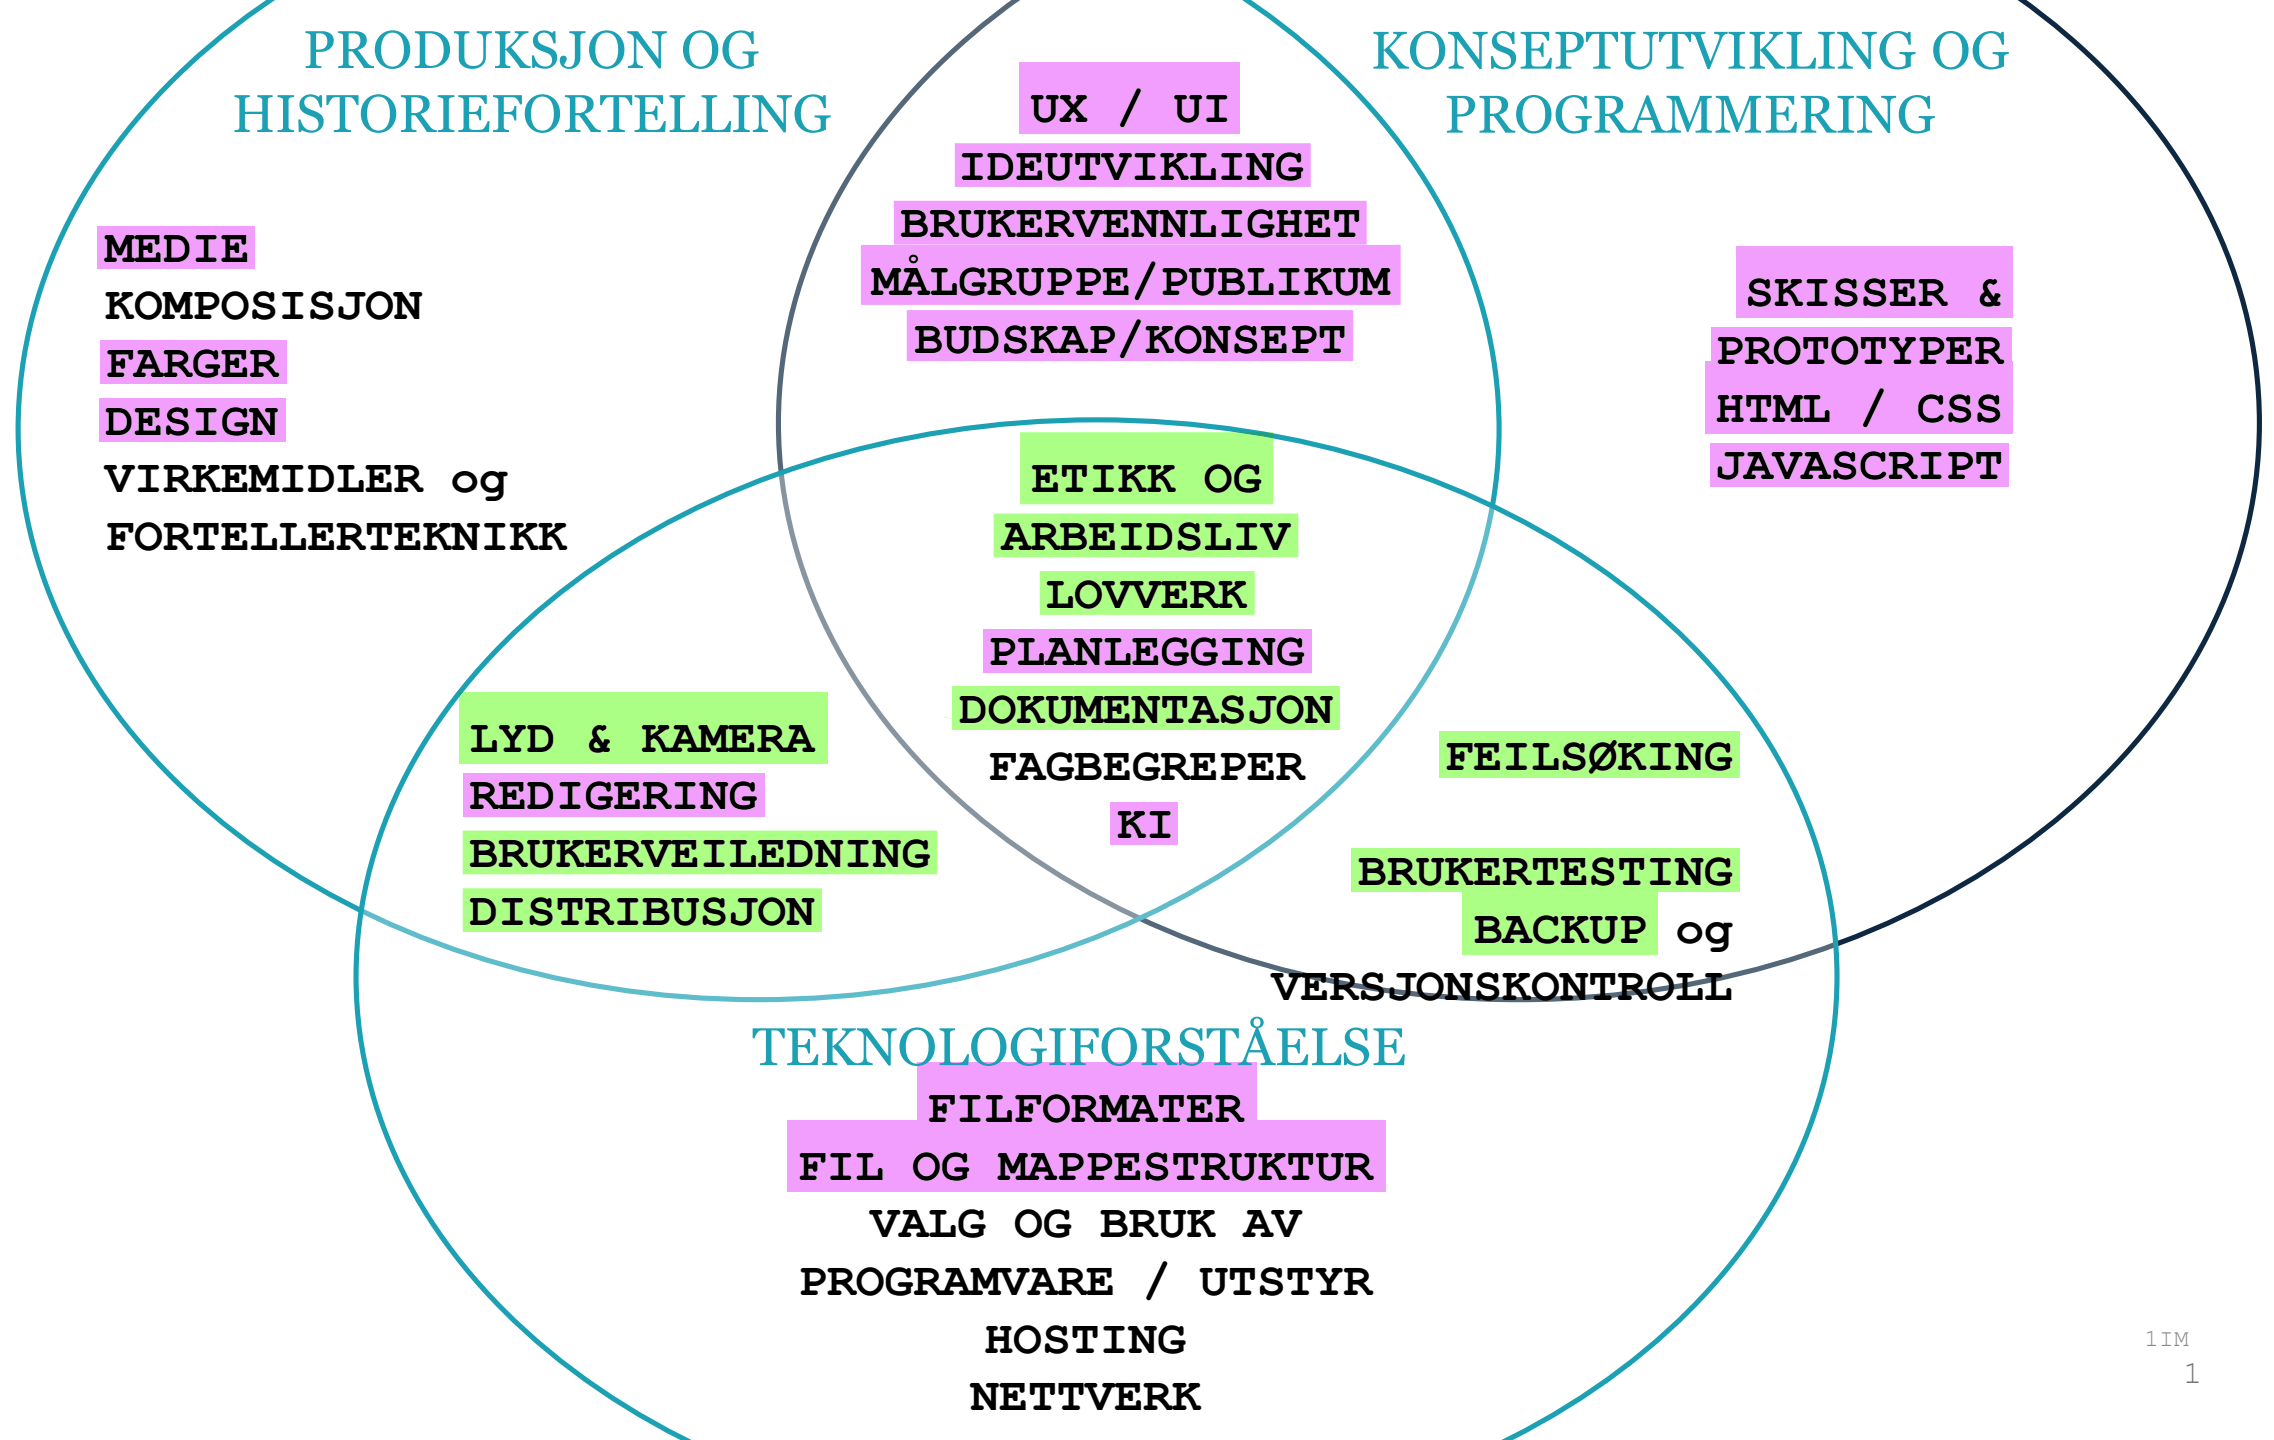 PRODUKSJON OG
HISTORIEFORTELLING
MEDIE
KOMPOSISJON
FARGER
DESIGN
VIRKEMIDLER og
FORTELLERTEKNIKK
UX / UI
IDEUTVIKLING
BRUKERVENNLIGHET
MÅLGRUPPE/PUBLIKUM
BUDSKAP/KONSEPT
KONSEPTUTVIKLING OG
PROGRAMMERING
SKISSER &
PROTOTYPER
HTML / CSS
JAVASCRIPT
ETIKK OG
ARBEIDSLIV
LOVVERK
PLANLEGGING
DOKUMENTASJON
FAGBEGREPER
KI
LYD & KAMERA
REDIGERING
BRUKERVEILEDNING
DISTRIBUSJON
FEILSØKING
BRUKERTESTING
BACKUP og
VERSJONSKONTROLL
TEKNOLOGIFORSTÅELSE
FILFORMATER
FIL OG MAPPESTRUKTUR
VALG OG BRUK AV
PROGRAMVARE / UTSTYR
HOSTING
NETTVERK
1IM
1